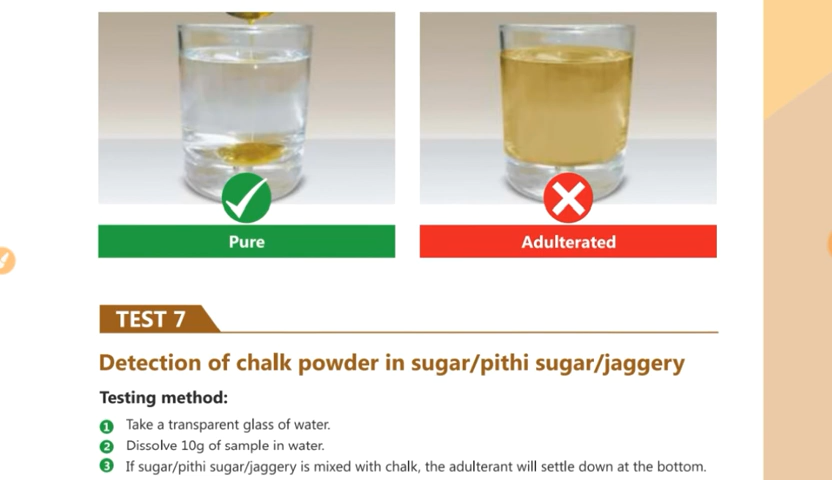 Pure
Adulterated
TEST 7
Detection of chalk powder in sugar/pithi sugar/jaggery
Testing method:
1 Take a transparent glass of water.
2 Dissolve 10g of sample in water.
3 If sugar/pithi sugar/jaggery is mixed with chalk, the adulterant will settle down at the bottom.